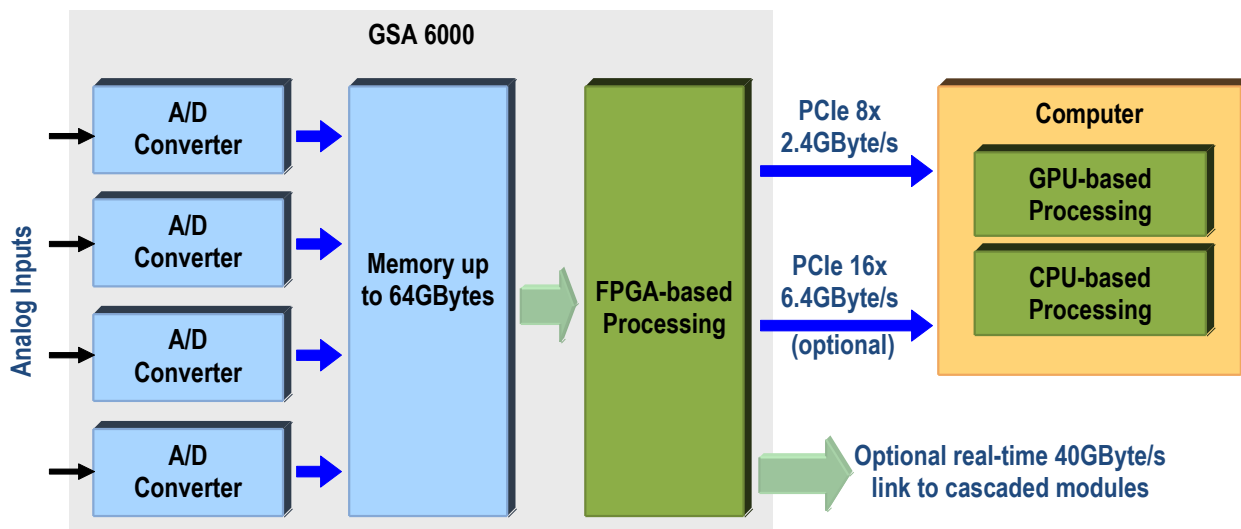 GSA 6000
Analog Inputs
A/D
Converter
A/D
Converter
A/D
Converter
A/D
Converter
Memory up
to 64GBytes
FPGA-based
Processing
PCIe 8x
2.4GByte/s
PCIe 16x
6.4GByte/s
(optional)
Computer
GPU-based
Processing
CPU-based
Processing
Optional real-time 40GByte/s
link to cascaded modules